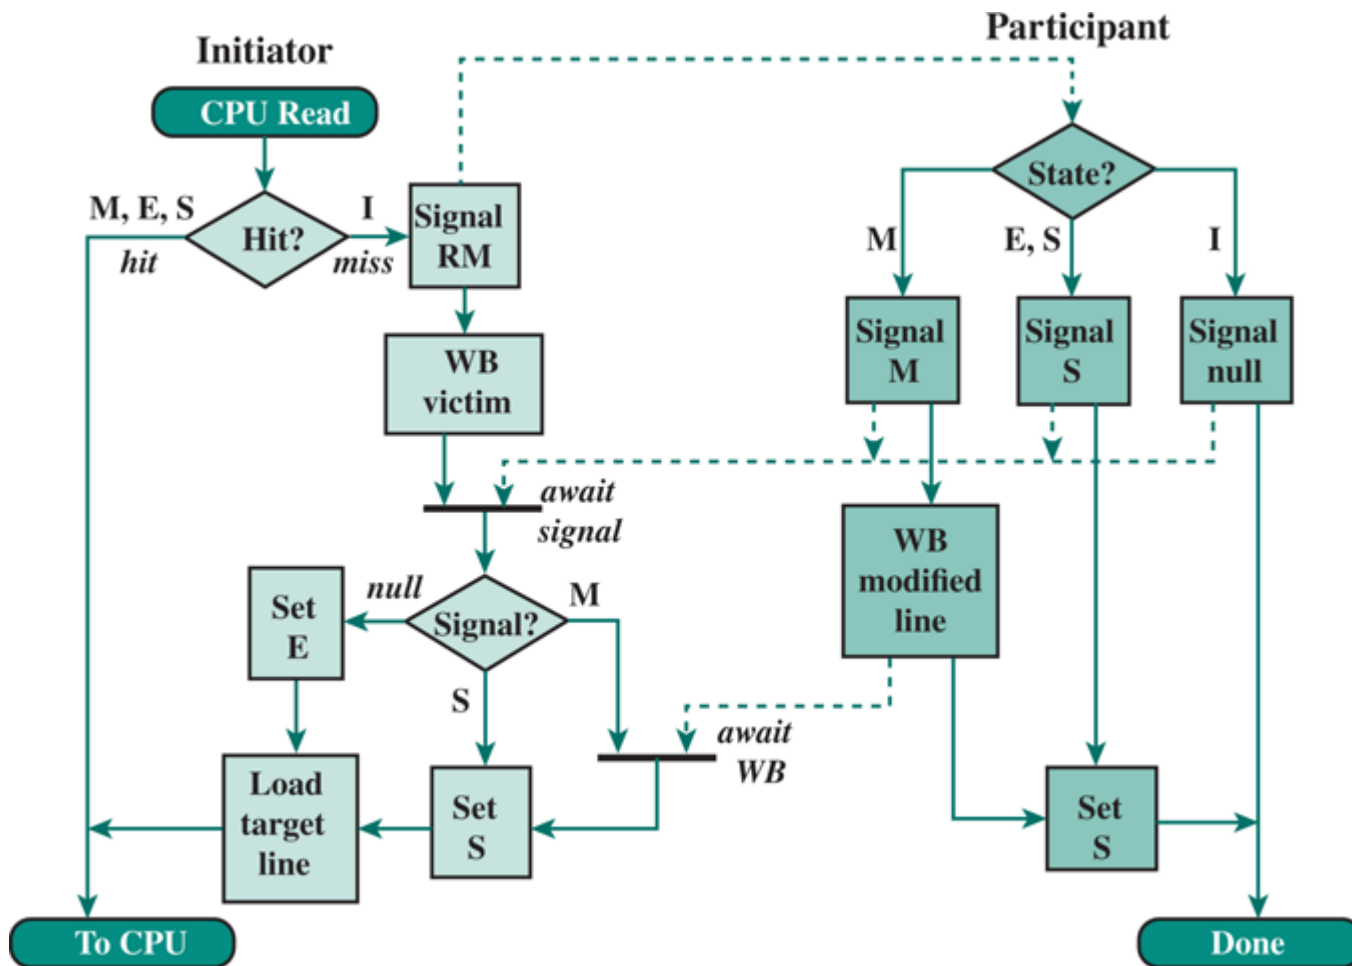 Initiator
Participant
CPU Read
State?
M, E, S
I
Hit?
hit
miss
Signal
RM
M
E, S
I
Signal
M
Signal
S
Signal
null
WB
victim
await
signal
WB
modified
line
null
M
Set
E
Signal?
S
await
WB
Load
target
line
Set
S
Set
S
To CPU
Done